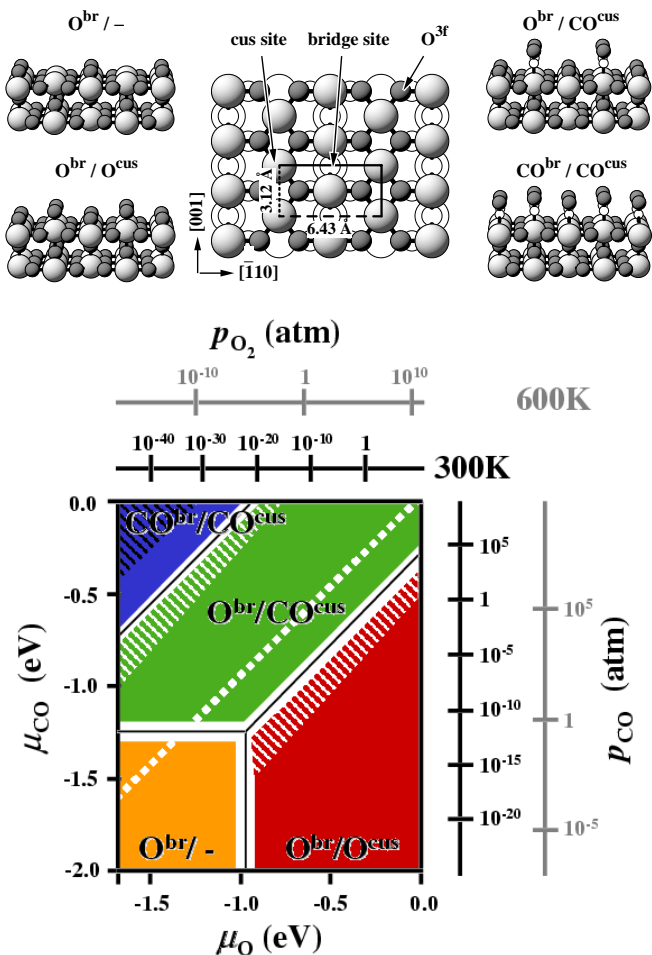 O^br / –
cus site
bridge site
O^3f
O^br / CO^cus
O^br / O^cus
CO^br / CO^cus
3.12 Å
6.43 Å
[001]
[1̅10]
p_O₂ (atm)
10^-10 1 10^10
600K
10^-40 10^-30 10^-20 10^-10 1
300K
0.0
-0.5
-1.0
-1.5
-2.0
μ_CO (eV)
CO^br/CO^cus
O^br/CO^cus
O^br/ -
O^br/O^cus
10^5
1
10^-5
10^-10
10^-15
10^-20
10^5
1
10^-5
p_CO (atm)
-1.5 -1.0 -0.5 0.0
μ_O (eV)